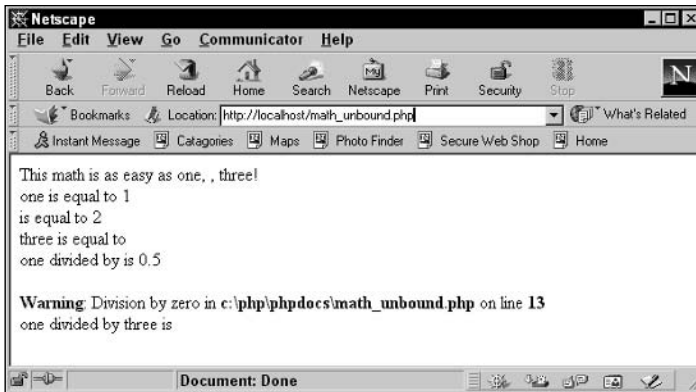 Netscape
File Edit View Go Communicator Help
Back Forward Reload Home Search Netscape Print Security Stop
N
Bookmarks Location: http://localhost/math_unbound.php What's Related
Instant Message Catagories Maps Photo Finder Secure Web Shop Home
This math is as easy as one, , three!
one is equal to 1
is equal to 2
three is equal to
one divided by is 0.5
Warning: Division by zero in c:\php\phpdocs\math_unbound.php on line 13
one divided by three is
Document: Done